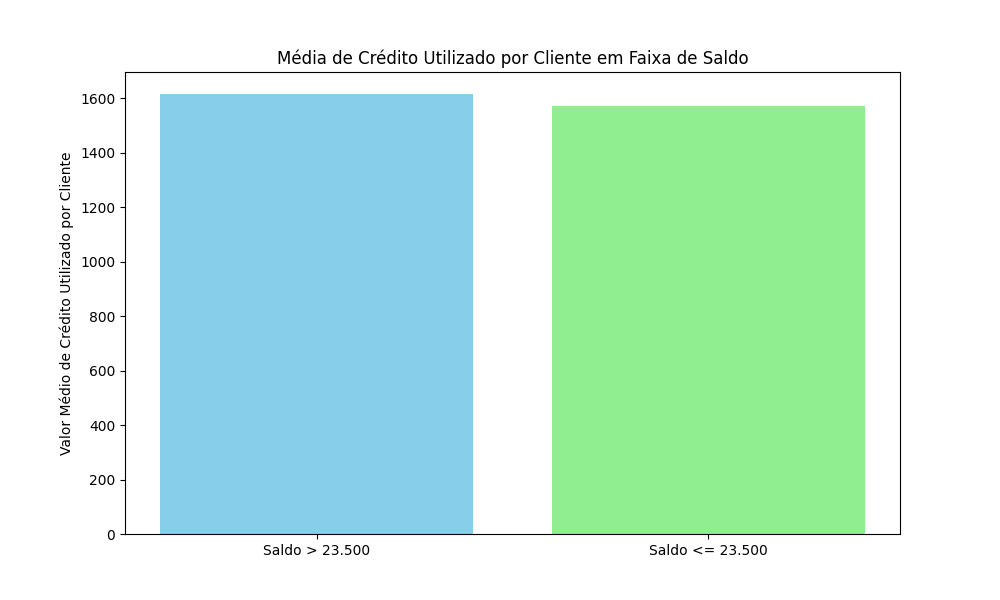 Média de Crédito Utilizado por Cliente em Faixa de Saldo
Valor Médio de Crédito Utilizado por Cliente
1600
1400
1200
1000
800
600
400
200
0
Saldo > 23.500
Saldo <= 23.500